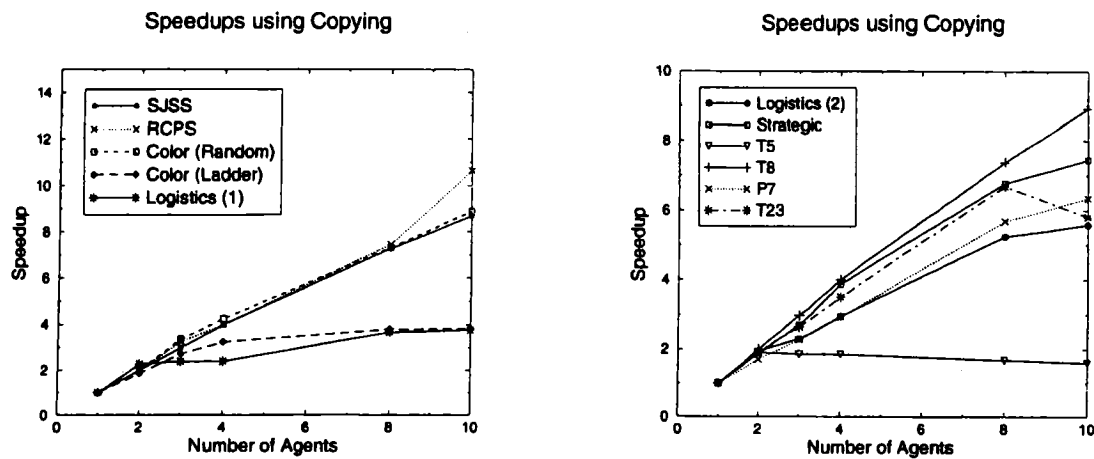 Speedups using Copying
14
12
10
8
6
4
2
0
Speedup
SJSS
RCPS
Color (Random)
Color (Ladder)
Logistics (1)
0 2 4 6 8 10
Number of Agents
Speedups using Copying
10
8
6
4
2
0
Speedup
Logistics (2)
Strategic
T5
T8
P7
T23
0 2 4 6 8 10
Number of Agents